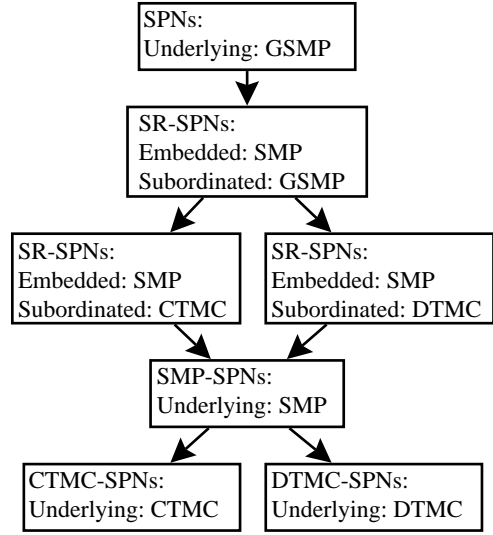 SPNs:
Underlying: GSMP
SR-SPNs:
Embedded: SMP
Subordinated: GSMP
SR-SPNs:
Embedded: SMP
Subordinated: CTMC
SR-SPNs:
Embedded: SMP
Subordinated: DTMC
SMP-SPNs:
Underlying: SMP
CTMC-SPNs:
Underlying: CTMC
DTMC-SPNs:
Underlying: DTMC